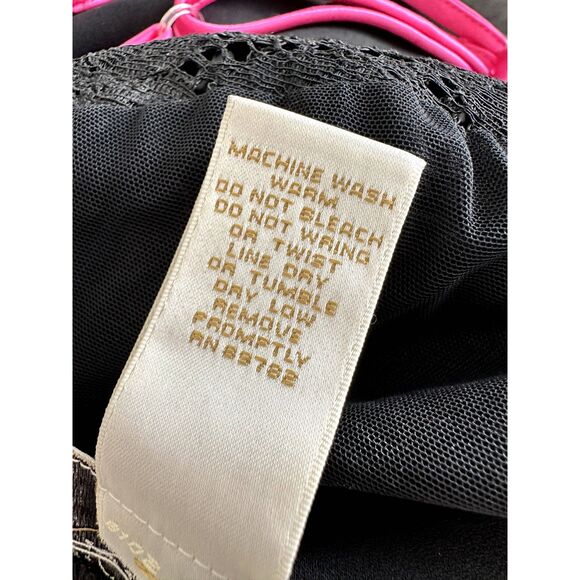 MACHINE WASH
WARM
DO NOT BLEACH
DO NOT WRING
OR TWIST
LINE DRY
OR TUMBLE
DRY LOW
REMOVE
PROMPTLY
RN 69782